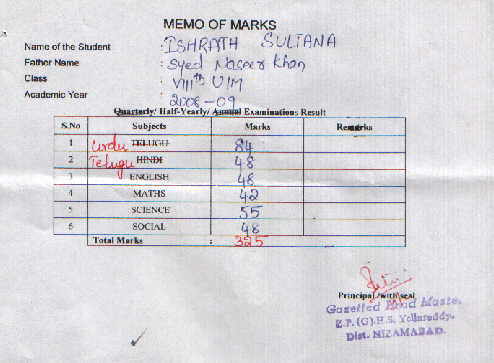 MEMO OF MARKS
Name of the Student : ISHRATH SULTANA
Father Name : Syed Naseer Khan
Class : VIIIth U/M
Academic Year : 2008-09
Quarterly/ Half-Yearly/ Annual Examinations Result
S.No Subjects Marks Remarks
1 Urdu TELUGU 84
2 Telugu HINDI 48
3 ENGLISH 48
4 MATHS 42
5 SCIENCE 55
6 SOCIAL 48
Total Marks : 325
Principal with seal
Gazetted Head Master
Z.P.(G).H.S. Yellareddy.
Dist. NIZAMABAD.